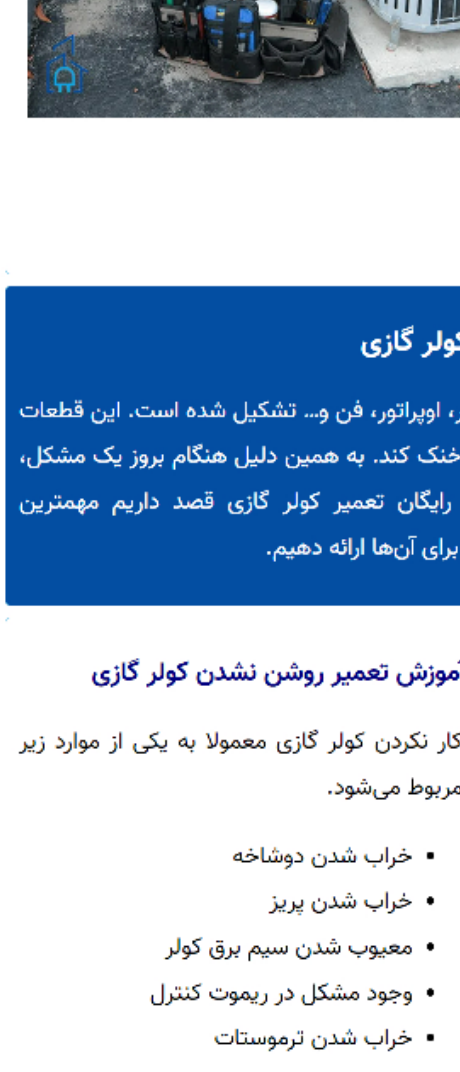 کولر گازی
، اوپراتور، فن و... تشکیل شده است. این قطعات
خنک کند. به همین دلیل هنگام بروز یک مشکل،
رایگان تعمیر کولر گازی قصد داریم مهمترین
برای آن‌ها ارائه دهیم.
آموزش تعمیر روشن نشدن کولر گازی
کار نکردن کولر گازی معمولا به یکی از موارد زیر
مربوط می‌شود.
▪ خراب شدن دوشاخه
• خراب شدن پریز
▪ معیوب شدن سیم برق کولر
• وجود مشکل در ریموت کنترل
▪ خراب شدن ترموستات